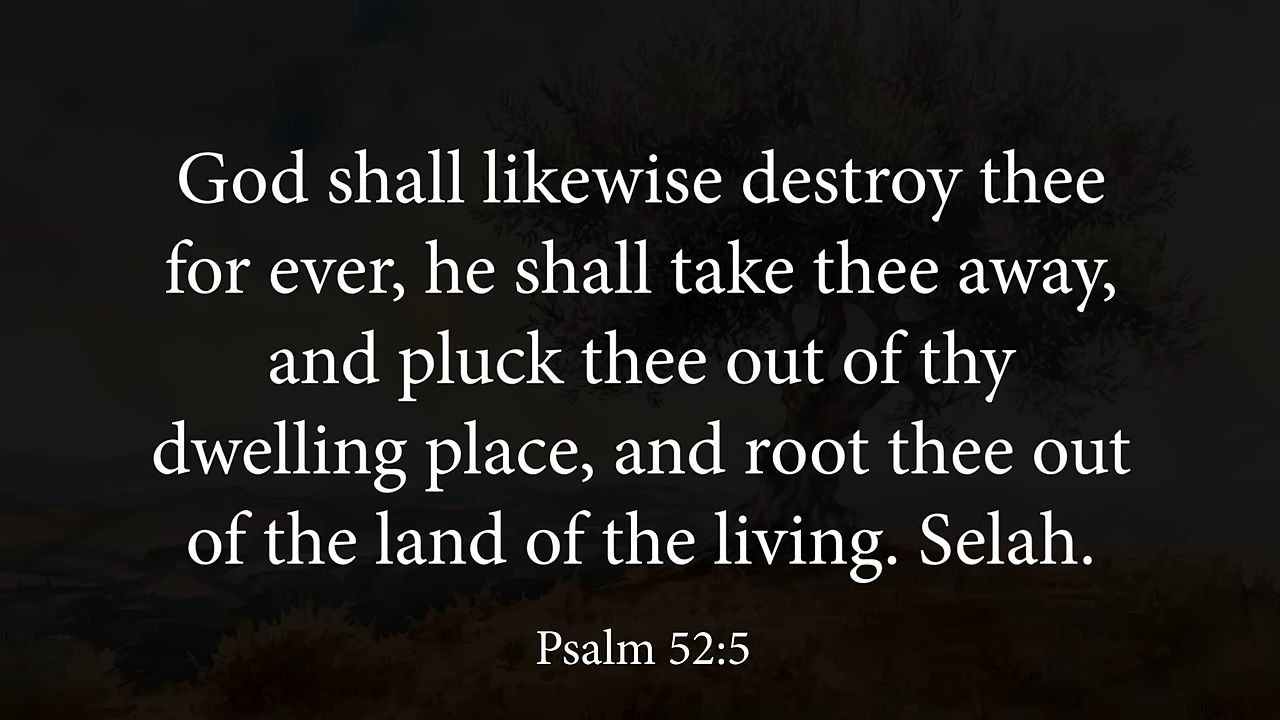 God shall likewise destroy thee
for ever, he shall take thee away,
and pluck thee out of thy
dwelling place, and root thee out
of the land of the living. Selah.
Psalm 52:5